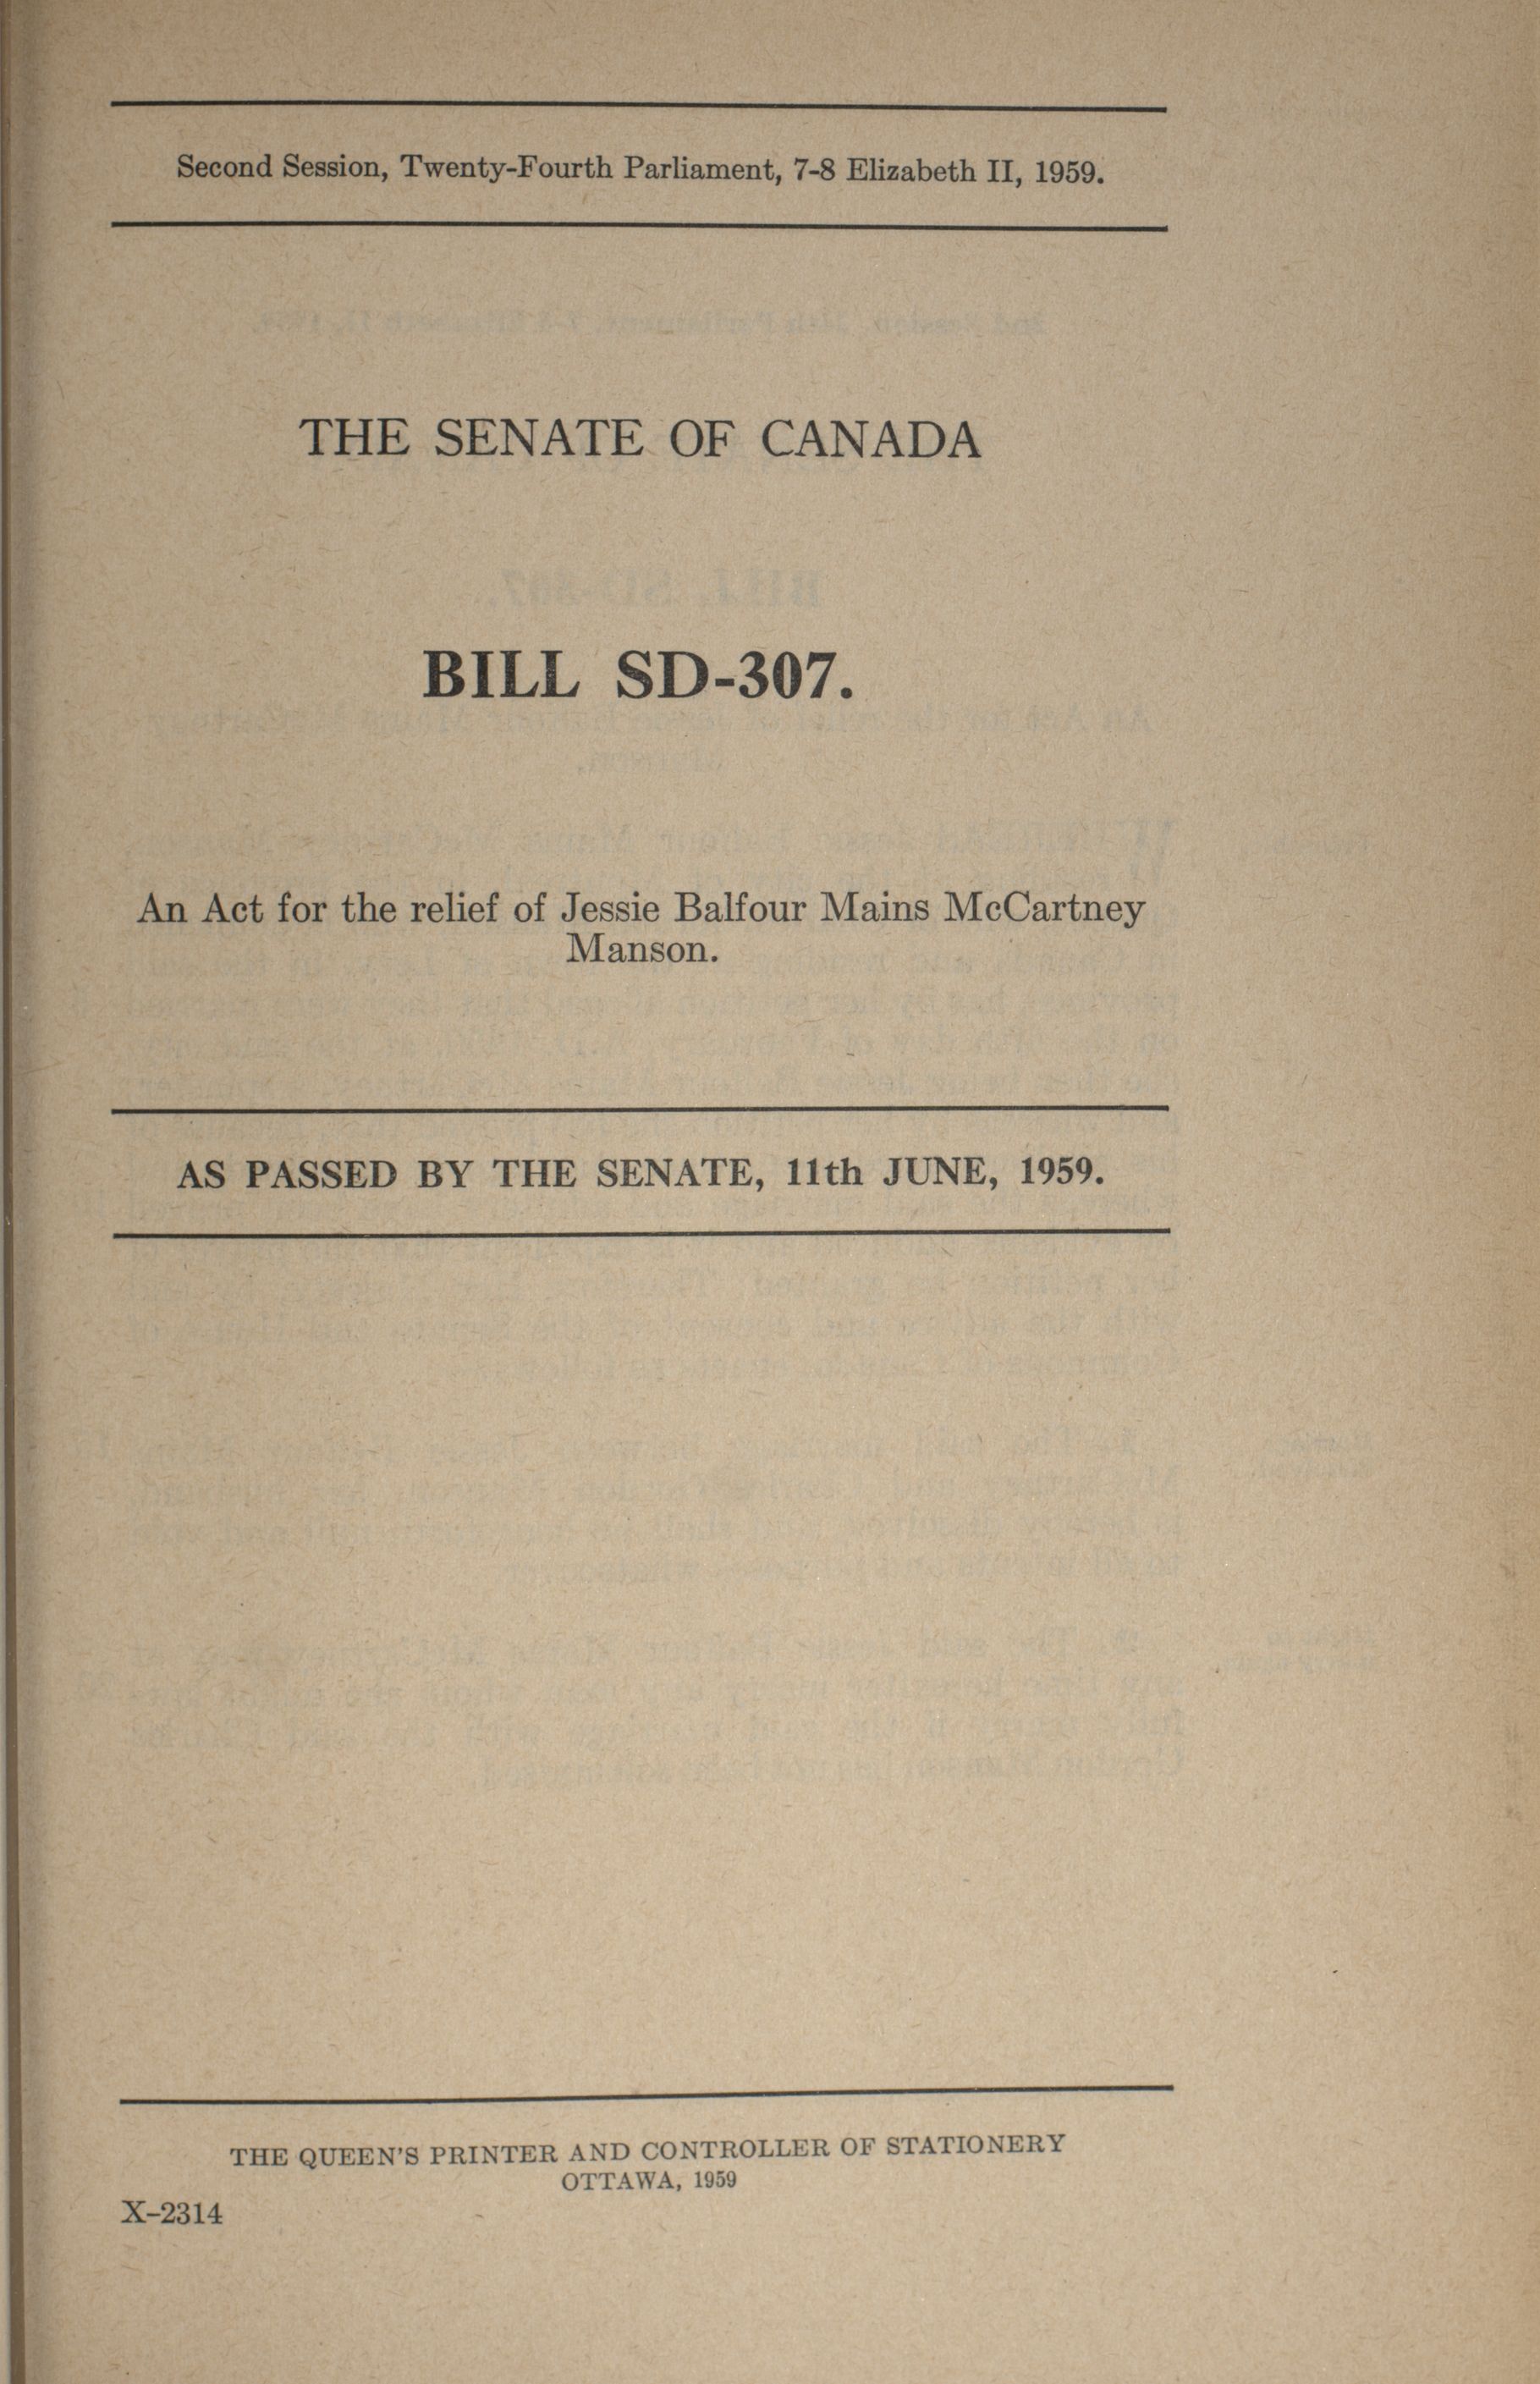 Second Session, Twenty-Fourth Parliament, 7-8 Elizabeth II, 1959.
THE SENATE OF CANADA
BILL SD-307.
An Act for the relief of Jessie Balfour Mains McCartney
Manson.
AS PASSED BY THE SENATE, 11th JUNE, 1959.
THE QUEEN'S PRINTER AND CONTROLLER OF STATIONERY
OTTAWA, 1959
X-2314